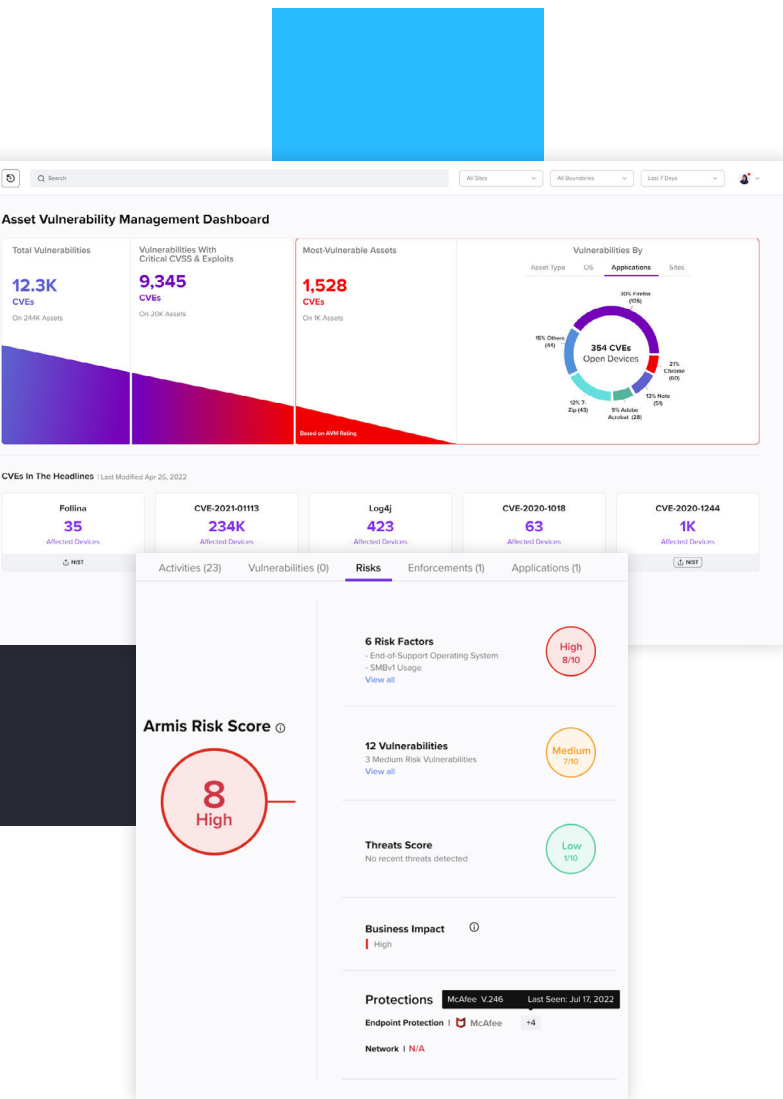 Search
All Sites
All Boundaries
Last 7 Days
Asset Vulnerability Management Dashboard
Total Vulnerabilities
12.3K
CVEs
On 244K Assets
Vulnerabilities With
Critical CVSS & Exploits
9,345
CVEs
On 20K Assets
Most-Vulnerable Assets
1,528
CVEs
On 1K Assets
Based on AVM Rating
Vulnerabilities By
Asset Type OS Applications Sites
30% Firefox
(106)
15% Others
(44)
354 CVEs
Open Devices
21%
Chrome
(60)
13% Note
(51)
12% 7-
Zip (43)
9% Adobe
Acrobat (28)
CVEs In The Headlines | Last Modified Apr 26, 2022
Follina
35
Affected Devices
NIST
CVE-2021-01113
234K
Affected Devices
Log4j
423
Affected Devices
CVE-2020-1018
63
Affected Devices
CVE-2020-1244
1K
Affected Devices
NIST
Activities (23) Vulnerabilities (0) Risks Enforcements (1) Applications (1)
Armis Risk Score
8
High
6 Risk Factors
- End-of-Support Operating System
- SMBv1 Usage
View all
High
8/10
12 Vulnerabilities
3 Medium Risk Vulnerabilities
View all
Medium
7/10
Threats Score
No recent threats detected
Low
1/10
Business Impact
High
Protections
McAfee V.246 Last Seen: Jul 17, 2022
Endpoint Protection | McAfee +4
Network | N/A